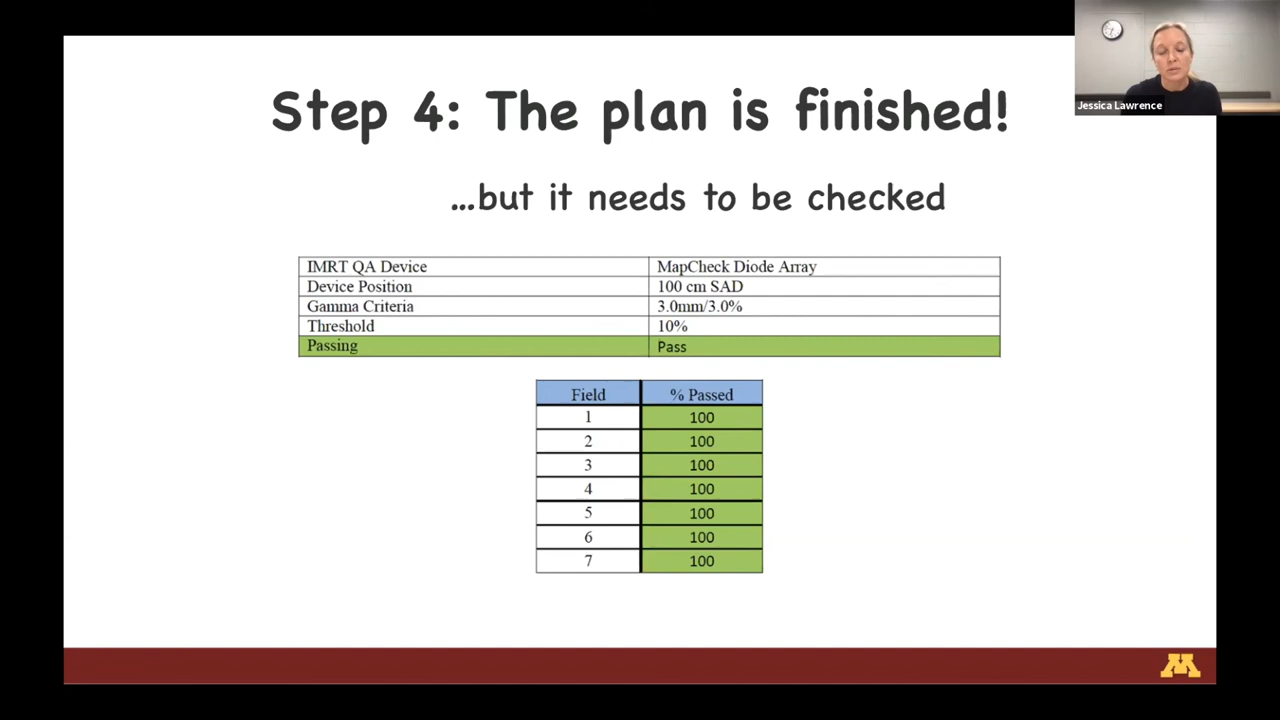 Jessica Lawrence
Step 4: The plan is finished!
...but it needs to be checked
IMRT QA Device MapCheck Diode Array
Device Position 100 cm SAD
Gamma Criteria 3.0mm/3.0%
Threshold 10%
Passing Pass
Field % Passed
1 100
2 100
3 100
4 100
5 100
6 100
7 100
M